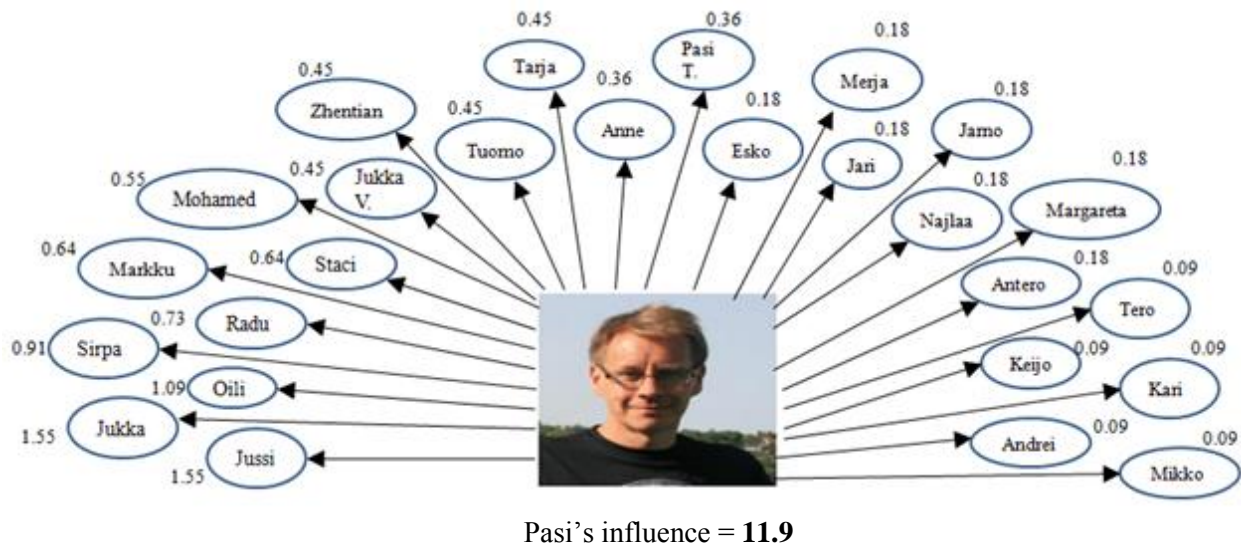 0.45
Tarja
0.36
Pasi
T.
0.18
Merja
0.45
Zhentian
0.45
Tuomo
0.36
Anne
0.18
Esko
0.18
Jari
0.18
Jamo
0.55
Mohamed
0.45
Jukka
V.
0.18
Najlaa
0.18
Margareta
0.64
Markku
0.64
Staci
0.18
Antero
0.09
Tero
0.91
Sirpa
0.73
Radu
0.09
Keijo
0.09
Kari
1.09
Oili
1.55
Jukka
1.55
Jussi
0.09
Andrei
0.09
Mikko
Pasi’s influence = 11.9